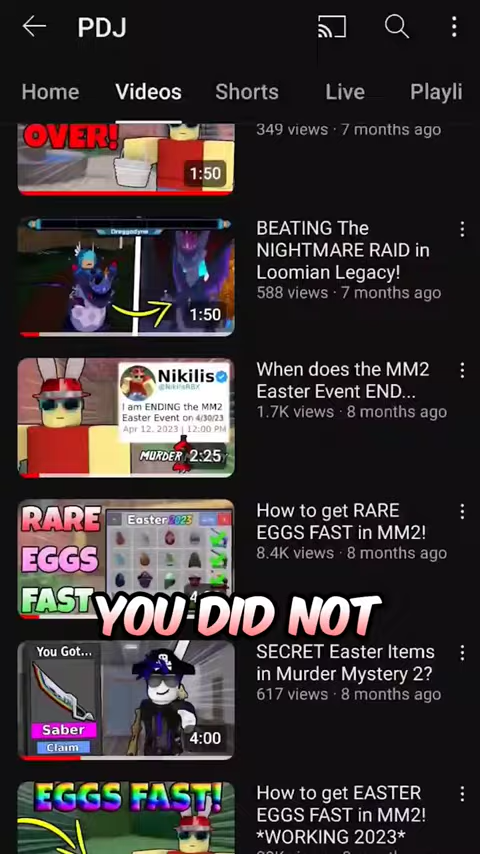 PDJ
Home Videos Shorts Live Playli
OVER!
1:50
349 views · 7 months ago
Dreggodyne
1:50
BEATING The
NIGHTMARE RAID in
Loomian Legacy!
588 views · 7 months ago
Nikilis
@NikilisRBX
I am ENDING the MM2
Easter Event on 4/30/23
Apr 12, 2023 | 12:00 PM
MURDER
2:25
When does the MM2
Easter Event END...
1.7K views · 8 months ago
RARE
EGGS
FAST
Easter 2023
How to get RARE
EGGS FAST in MM2!
8.4K views · 8 months ago
YOU DID NOT
You Got...
Saber
Claim
4:00
SECRET Easter Items
in Murder Mystery 2?
617 views · 8 months ago
EGGS FAST!
How to get EASTER
EGGS FAST in MM2!
*WORKING 2023*